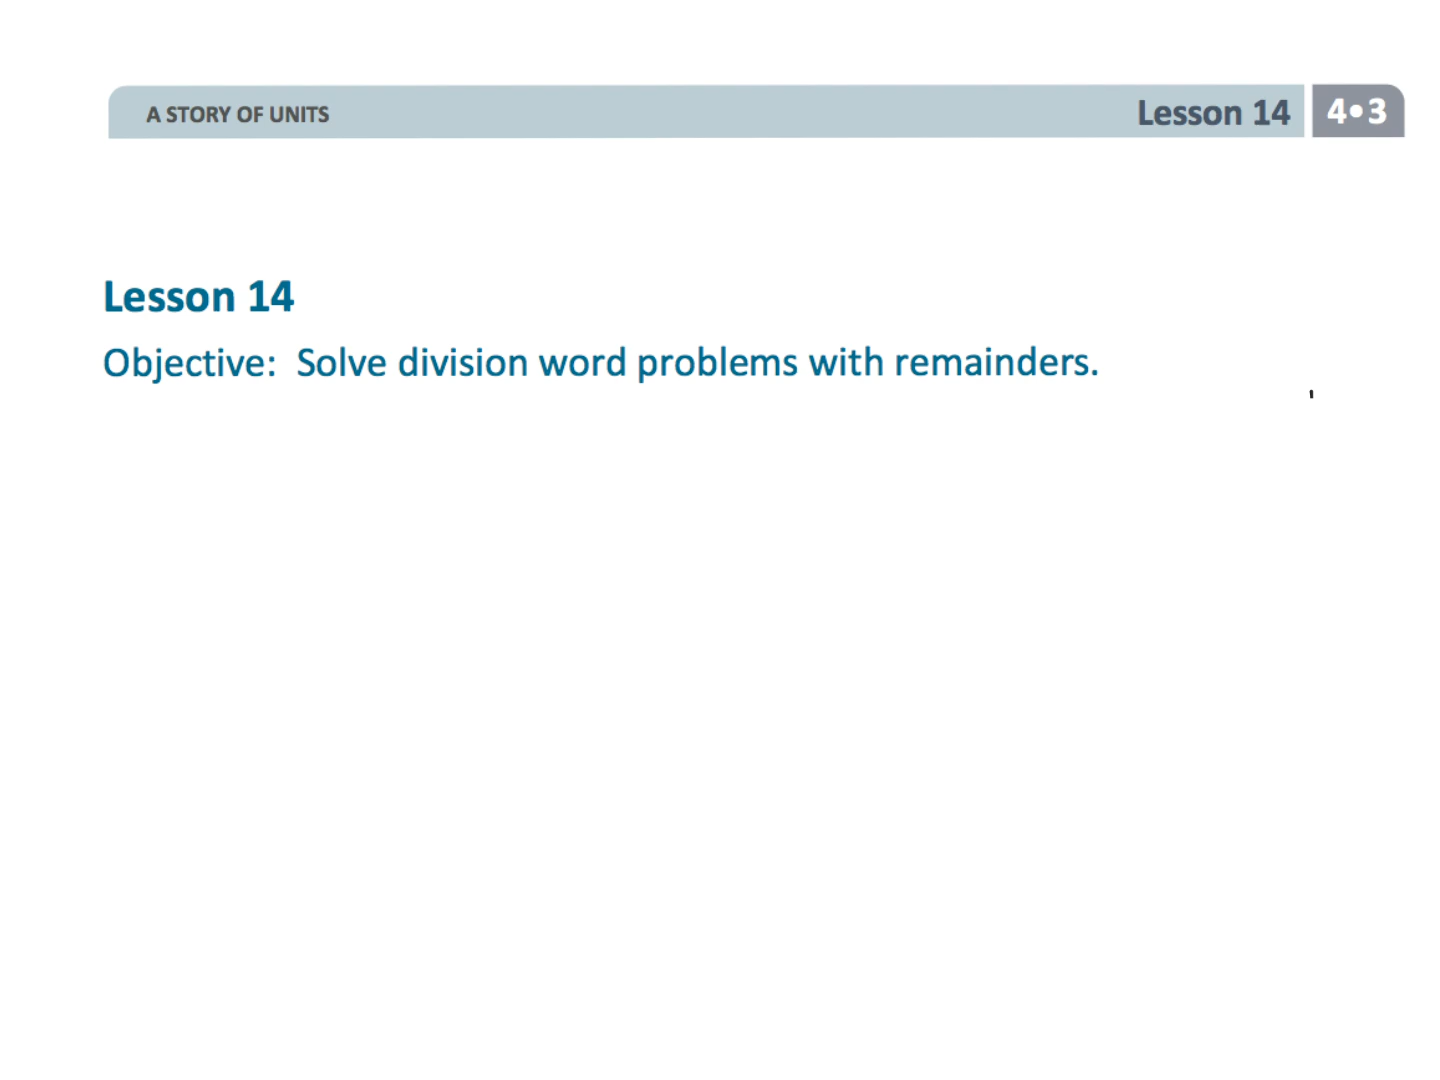 A STORY OF UNITS
Lesson 14
4•3
Lesson 14
Objective: Solve division word problems with remainders.